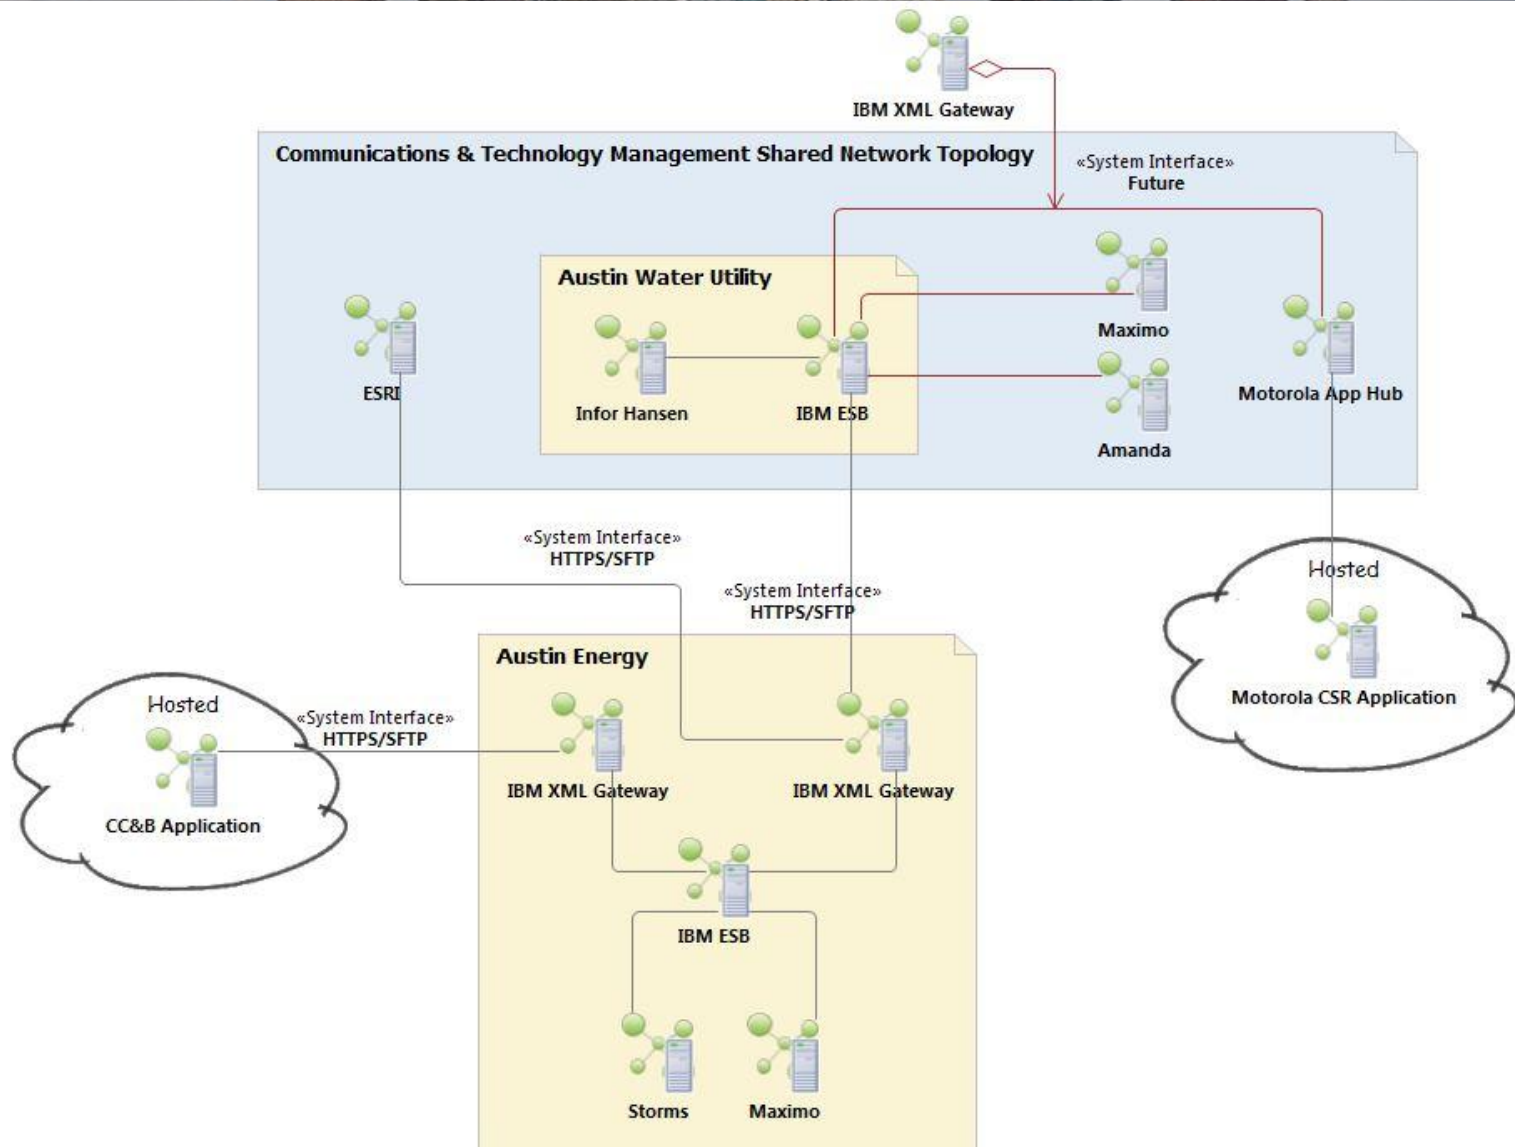 IBM XML Gateway
Communications & Technology Management Shared Network Topology
«System Interface»
Future
Austin Water Utility
Maximo
ESRI
Infor Hansen
IBM ESB
Motorola App Hub
Amanda
«System Interface»
HTTPS/SFTP
«System Interface»
HTTPS/SFTP
Hosted
Motorola CSR Application
Austin Energy
Hosted
«System Interface»
HTTPS/SFTP
CC&B Application
IBM XML Gateway
IBM XML Gateway
IBM ESB
Storms
Maximo